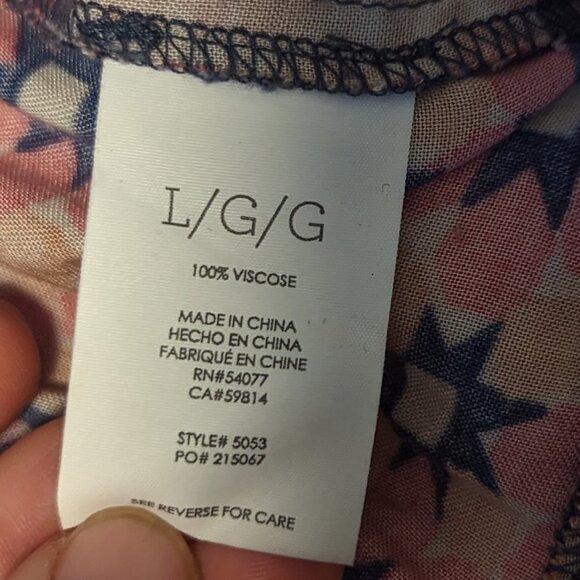 L/G/G
100% VISCOSE
MADE IN CHINA
HECHO EN CHINA
FABRIQUÉ EN CHINE
RN#54077
CA#59814
STYLE# 5053
PO# 215067
SEE REVERSE FOR CARE